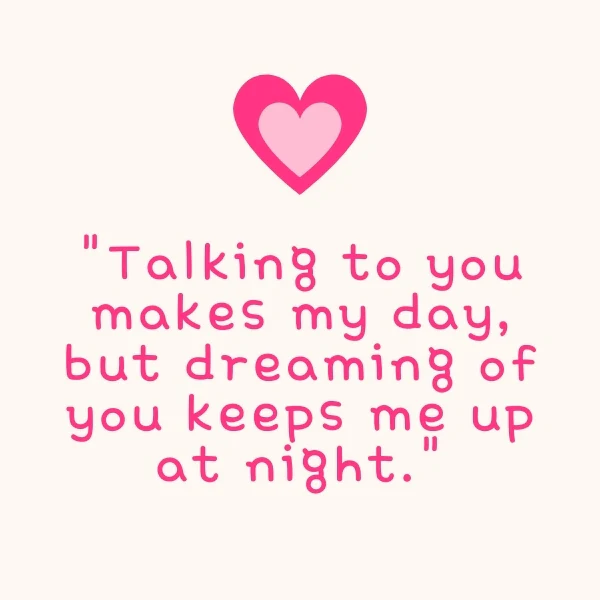 "Talking to you
makes my day,
but dreaming of
you keeps me up
at night."